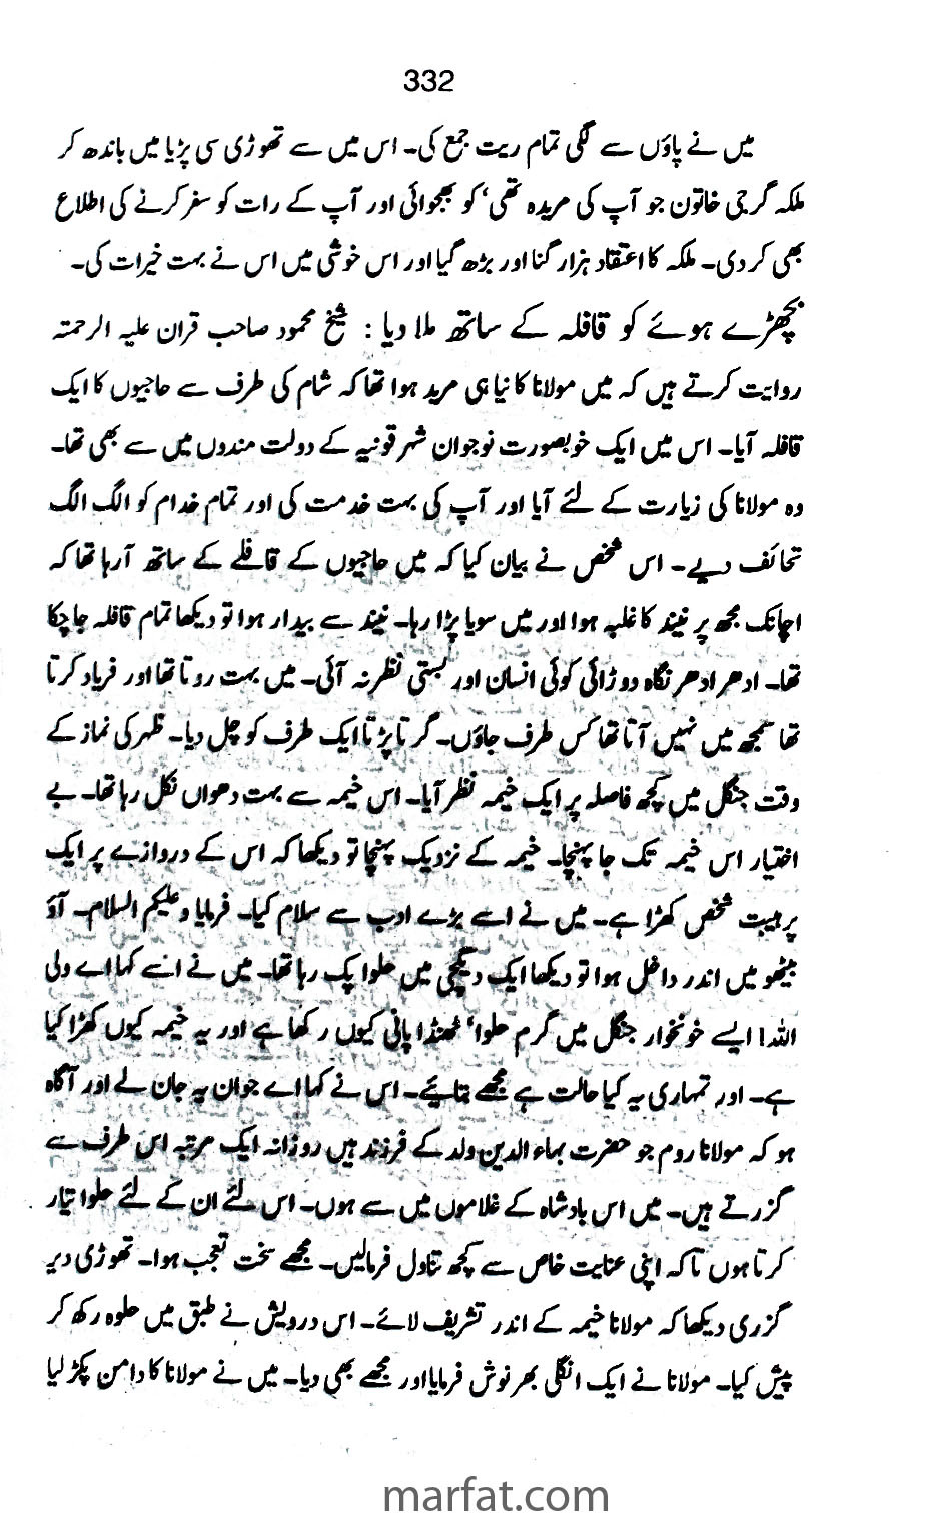 332
میں نے پاؤں سے لگی تمام ریت جمع کی۔ اس میں سے تھوڑی سی پڑیا میں باندھ کر
ملکہ گرجی خاتون جو آپ کی مریدہ تھی، کو بھجوائی اور آپ کے رات کو سفر کرنے کی اطلاع
بھی کر دی۔ ملکہ کا اعتقاد ہزار گنا اور بڑھ گیا اور اس خوشی میں اس نے بہت خیرات کی۔
بچھڑے ہوئے کو قافلہ کے ساتھ ملا دیا : شیخ محمود صاحب قران علیہ الرحمتہ
روایت کرتے ہیں کہ میں مولانا کا نیا ہی مرید ہوا تھا کہ شام کی طرف سے حاجیوں کا ایک
قافلہ آیا۔ اس میں ایک خوبصورت نوجوان شہر قونیہ کے دولت مندوں میں سے بھی تھا۔
وہ مولانا کی زیارت کے لئے آیا اور آپ کی بہت خدمت کی اور تمام خدام کو الگ الگ
تحائف دیے۔ اس شخص نے بیان کیا کہ میں حاجیوں کے قافلے کے ساتھ آ رہا تھا کہ
اچانک مجھ پر نیند کا غلبہ ہوا اور میں سویا پڑا رہا۔ نیند سے بیدار ہوا تو دیکھا تمام قافلہ جا چکا
تھا۔ ادھر ادھر نگاہ دوڑائی کوئی انسان اور بستی نظر نہ آئی۔ میں بہت روتا تھا اور فریاد کرتا
تھا سمجھ میں نہیں آتا تھا کس طرف جاؤں۔ گرتا پڑتا ایک طرف کو چل دیا۔ ظہر کی نماز کے
وقت جنگل میں کچھ فاصلہ پر ایک خیمہ نظر آیا۔ اس خیمہ سے بہت دھواں نکل رہا تھا۔ بے
اختیار اس خیمہ تک جا پہنچا۔ خیمہ کے نزدیک پہنچا تو دیکھا کہ اس کے دروازے پر ایک
پرہیبت شخص کھڑا ہے۔ میں نے اسے بڑے ادب سے سلام کیا۔ فرمایا وعلیکم السلام۔ آؤ
بیٹھو میں اندر داخل ہوا تو دیکھا ایک دیگچی میں حلوا پک رہا تھا۔ میں نے انسے کہا اے ولی
اللہ! ایسے خونخوار جنگل میں گرم حلوا، ٹھنڈا پانی کیوں رکھا ہے اور یہ خیمہ کیوں کھڑا کیا
ہے۔ اور تمہاری یہ کیا حالت ہے مجھے بتائیے۔ اس نے کہا اے جوان یہ جان لے اور آگاہ
ہو کہ مولانا روم جو حضرت بہاء الدین ولد کے فرزند ہیں روزانہ ایک مرتبہ اس طرف سے
گزرتے ہیں۔ میں اس بادشاہ کے غلاموں میں سے ہوں۔ اس لئے ان کے لئے حلوا تیار
کرتا ہوں تاکہ اپنی عنایت خاص سے کچھ تناول فرمالیں۔ مجھے سخت تعجب ہوا۔ تھوڑی دیر
گزری دیکھا کہ مولانا خیمہ کے اندر تشریف لائے۔ اس درویش نے طبق میں حلوہ رکھ کر
پیش کیا۔ مولانا نے ایک انگلی بھر نوش فرمایا اور مجھے بھی دیا۔ میں نے مولانا کا دامن پکڑ لیا
marfat.com